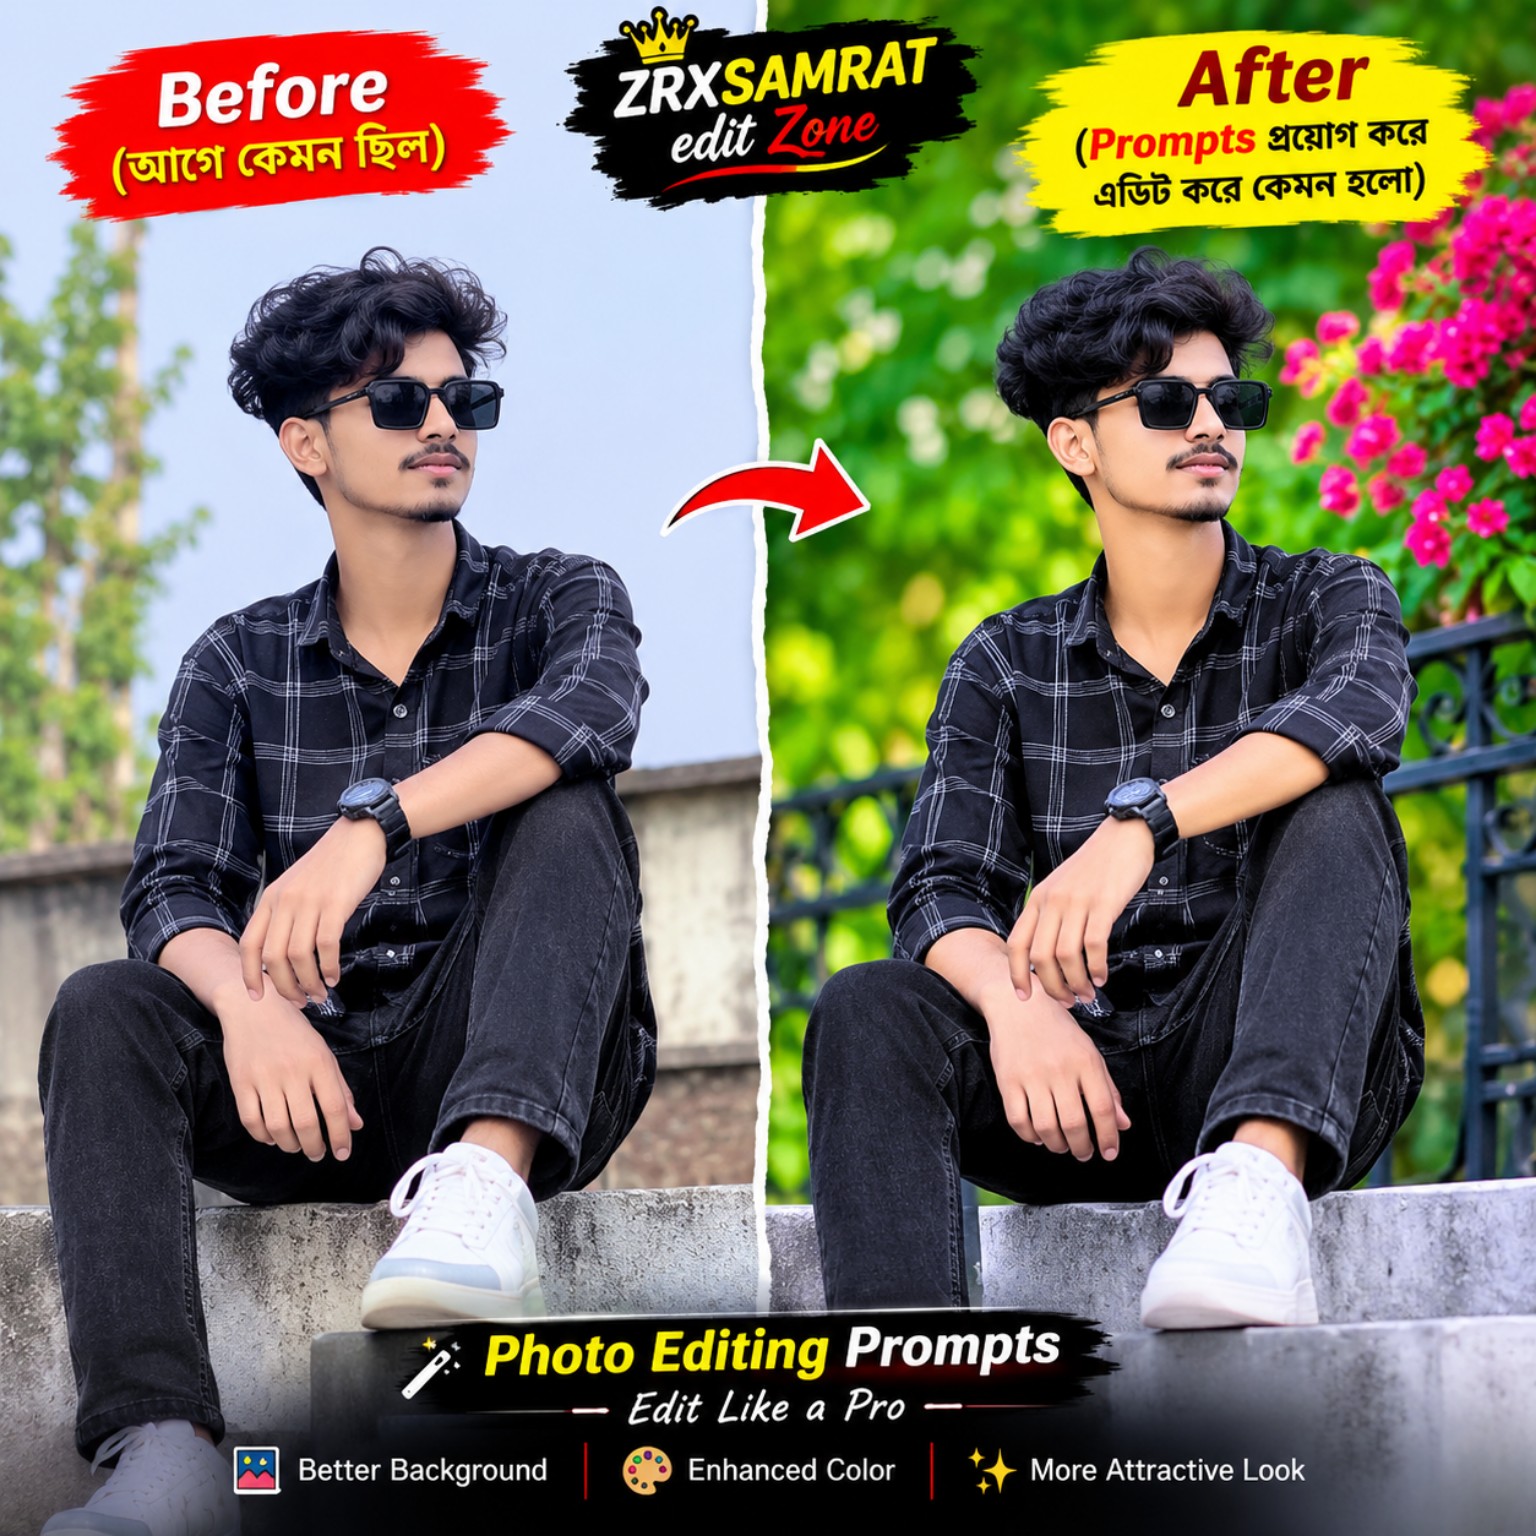 Before
(আগে কেমন ছিল)
ZRXSAMRAT
edit Zone
After
(Prompts প্রয়োগ করে
এডিট করে কেমন হলো)
Photo Editing Prompts
Edit Like a Pro
Better Background
Enhanced Color
More Attractive Look